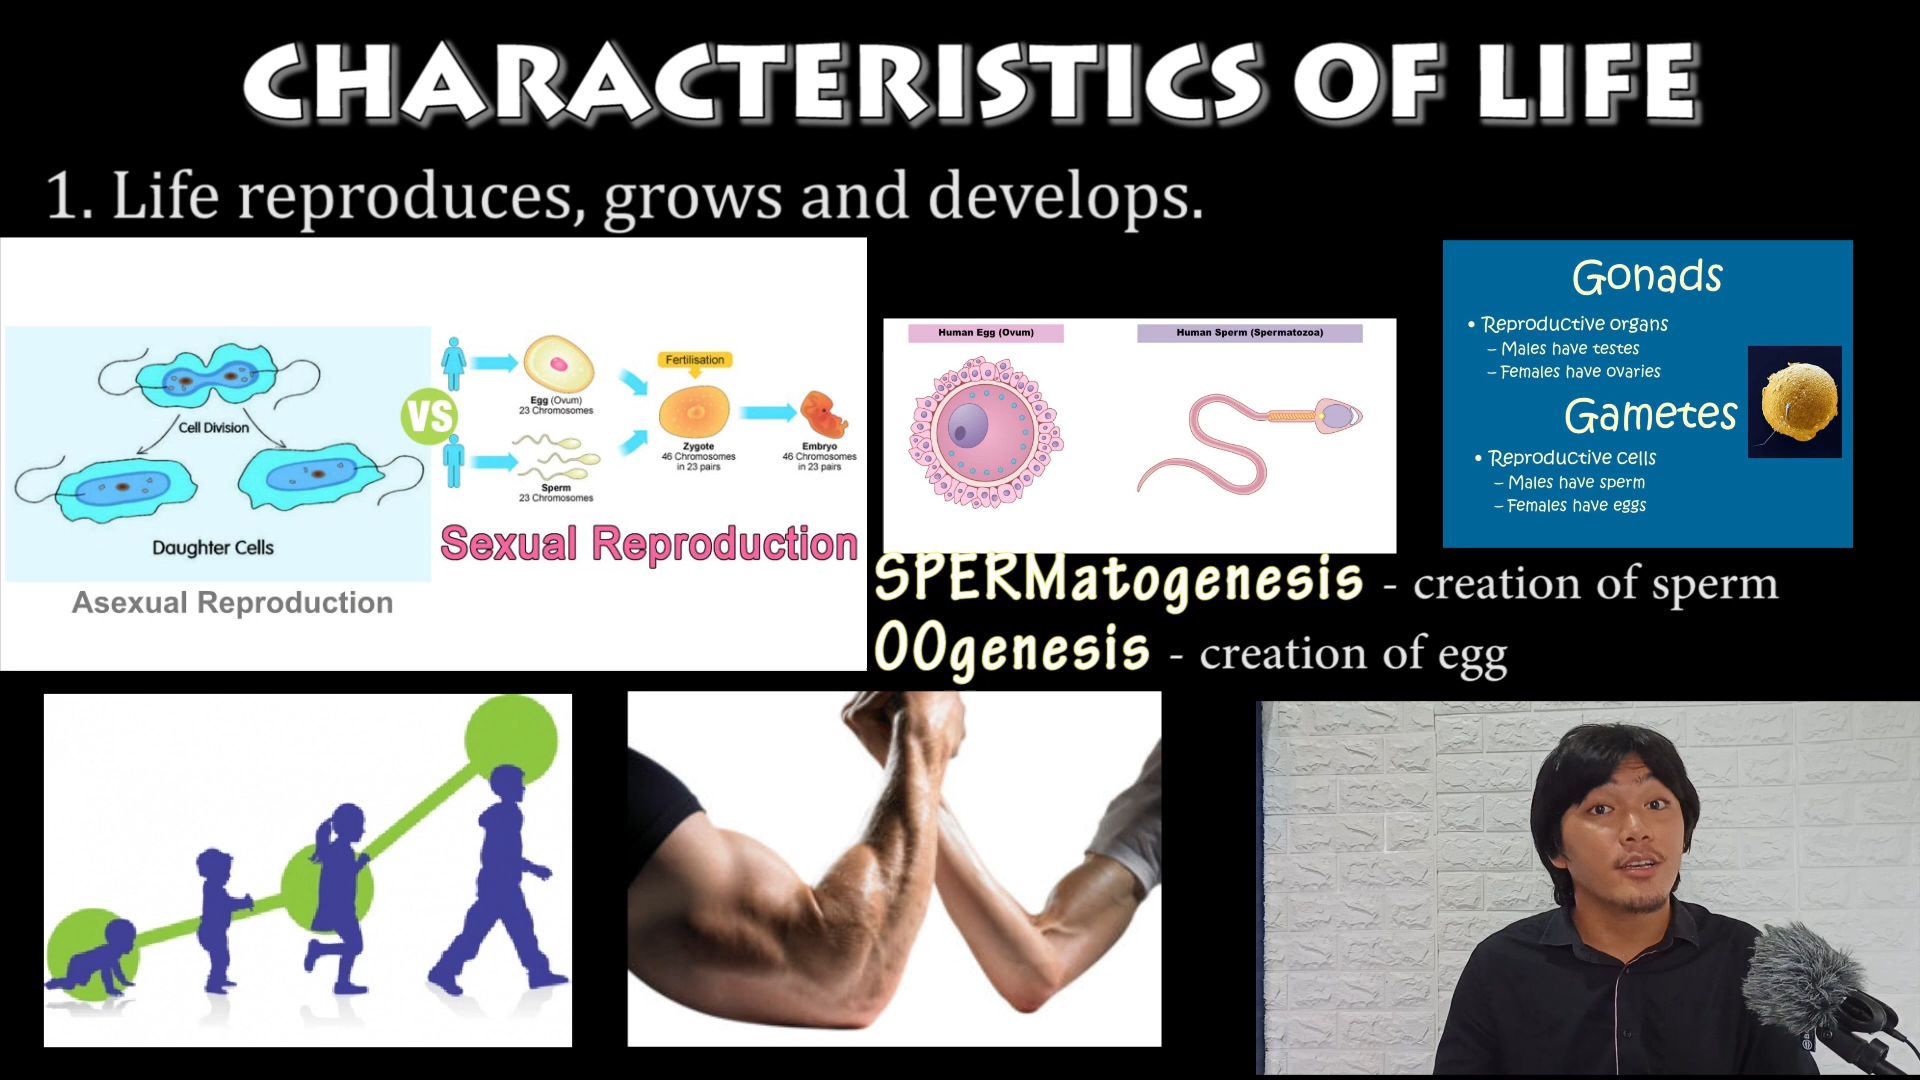 CHARACTERISTICS OF LIFE
1. Life reproduces, grows and develops.
Cell Division
Daughter Cells
Asexual Reproduction
VS
Egg (Ovum)
23 Chromosomes
Sperm
23 Chromosomes
Fertilisation
Zygote
46 Chromosomes
in 23 pairs
Embryo
46 Chromosomes
in 23 pairs
Sexual Reproduction
Human Egg (Ovum)
Human Sperm (Spermatozoa)
Gonads
• Reproductive organs
– Males have testes
– Females have ovaries
Gametes
• Reproductive cells
– Males have sperm
– Females have eggs
SPERMatogenesis - creation of sperm
OOgenesis - creation of egg